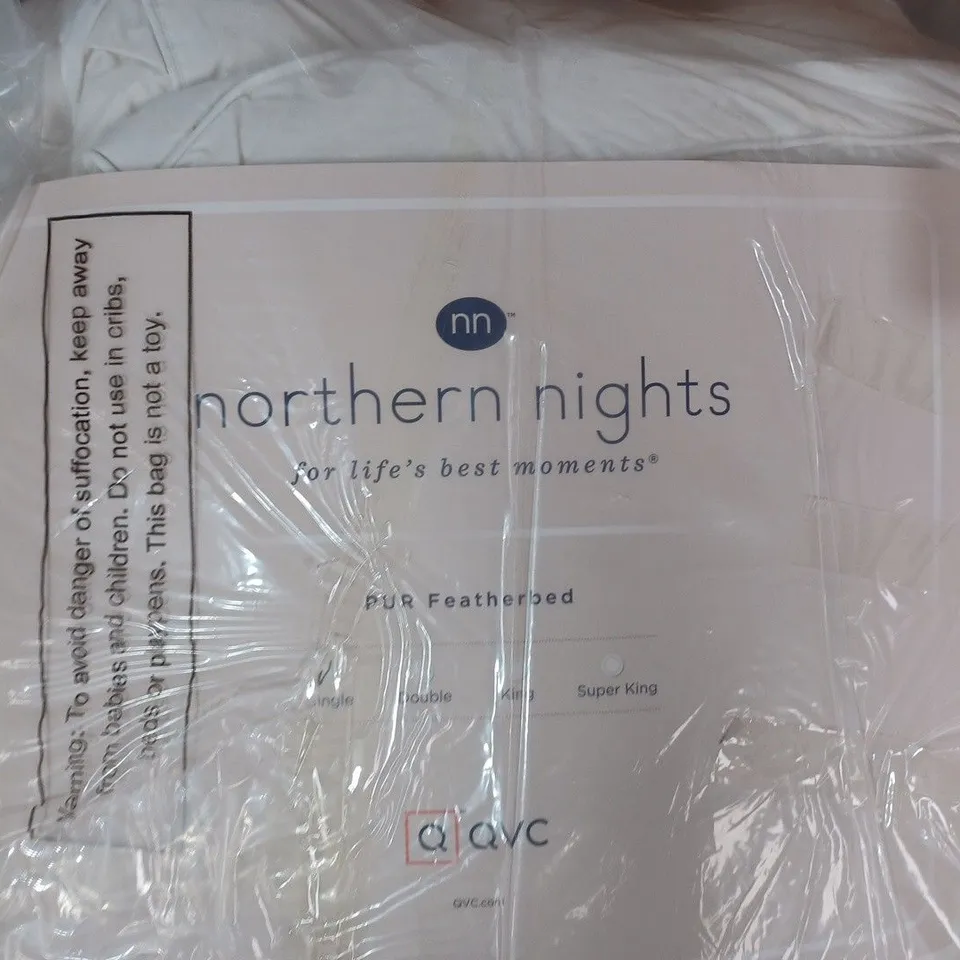 Warning: To avoid danger of suffocation, keep away
from babies and children. Do not use in cribs,
beds or playpens. This bag is not a toy.
nn™
northern nights
for life's best moments®
PUR Featherbed
Single Double King Super King
Q QVC
QVC.com